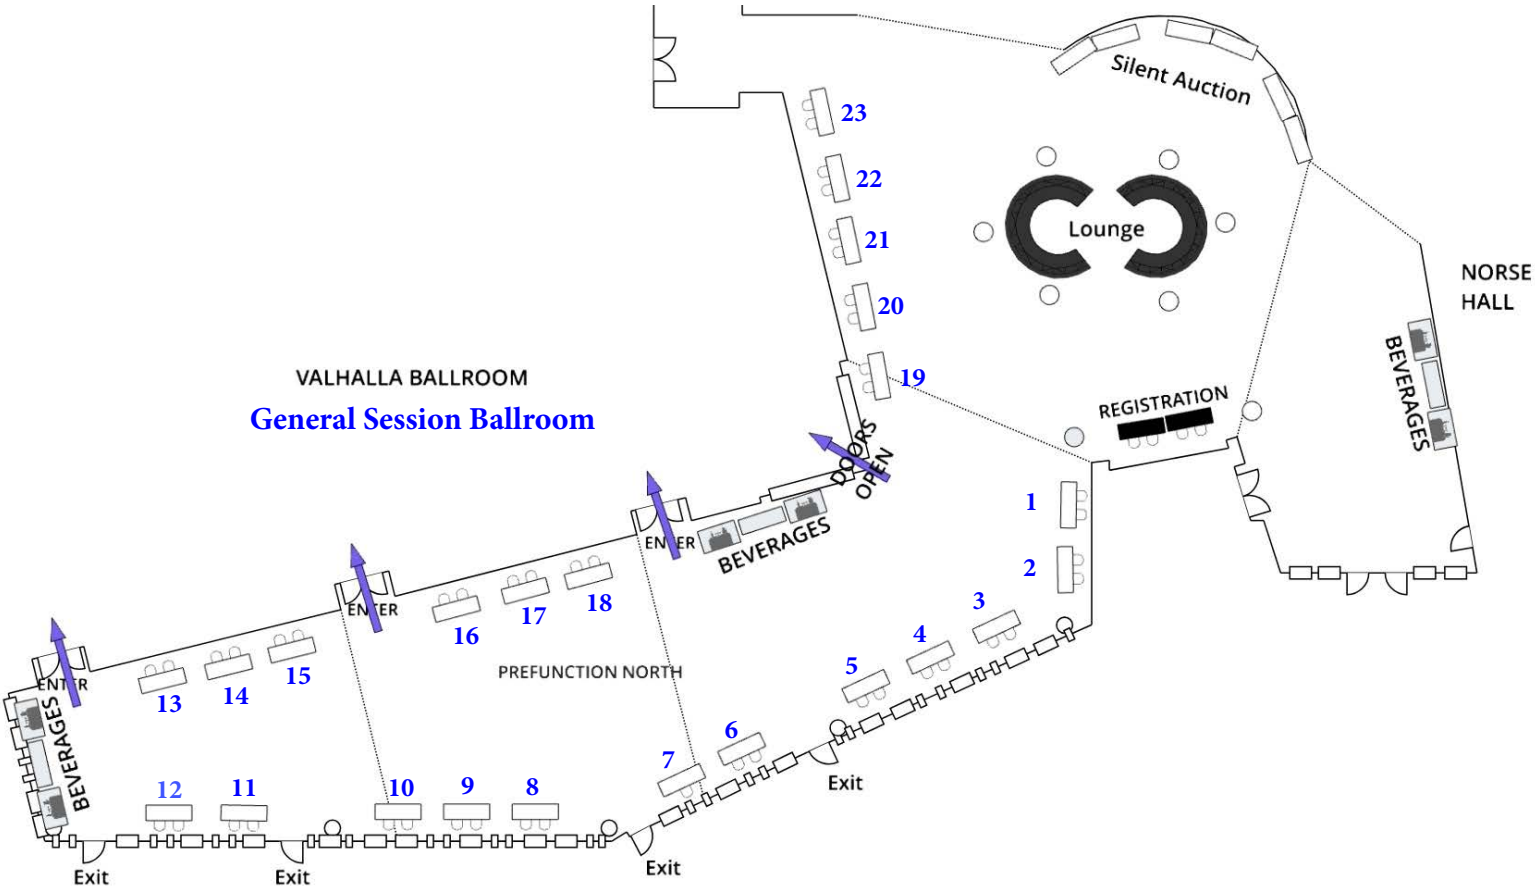 Silent Auction
23
22
21
Lounge
20
NORSE
HALL
19
VALHALLA BALLROOM
General Session Ballroom
REGISTRATION
BEVERAGES
DOORS
OPEN
1
ENTER
BEVERAGES
2
18
17
16
ENTER
3
4
5
PREFUNCTION NORTH
15
14
13
ENTER
BEVERAGES
6
7
12
11
10
9
8
Exit
Exit
Exit
Exit